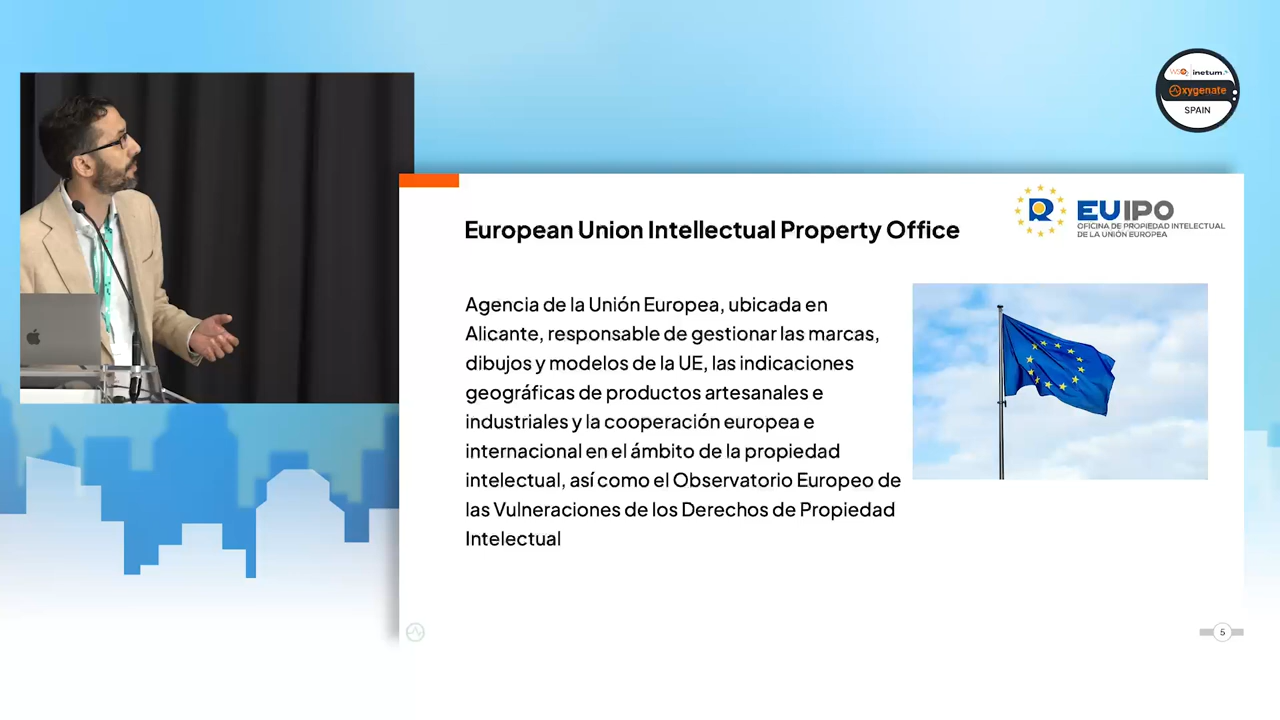 WSO2 inetum.
Oxygenate
SPAIN
European Union Intellectual Property Office
R EUIPO
OFICINA DE PROPIEDAD INTELECTUAL
DE LA UNIÓN EUROPEA
Agencia de la Unión Europea, ubicada en
Alicante, responsable de gestionar las marcas,
dibujos y modelos de la UE, las indicaciones
geográficas de productos artesanales e
industriales y la cooperación europea e
internacional en el ámbito de la propiedad
intelectual, así como el Observatorio Europeo de
las Vulneraciones de los Derechos de Propiedad
Intelectual
5